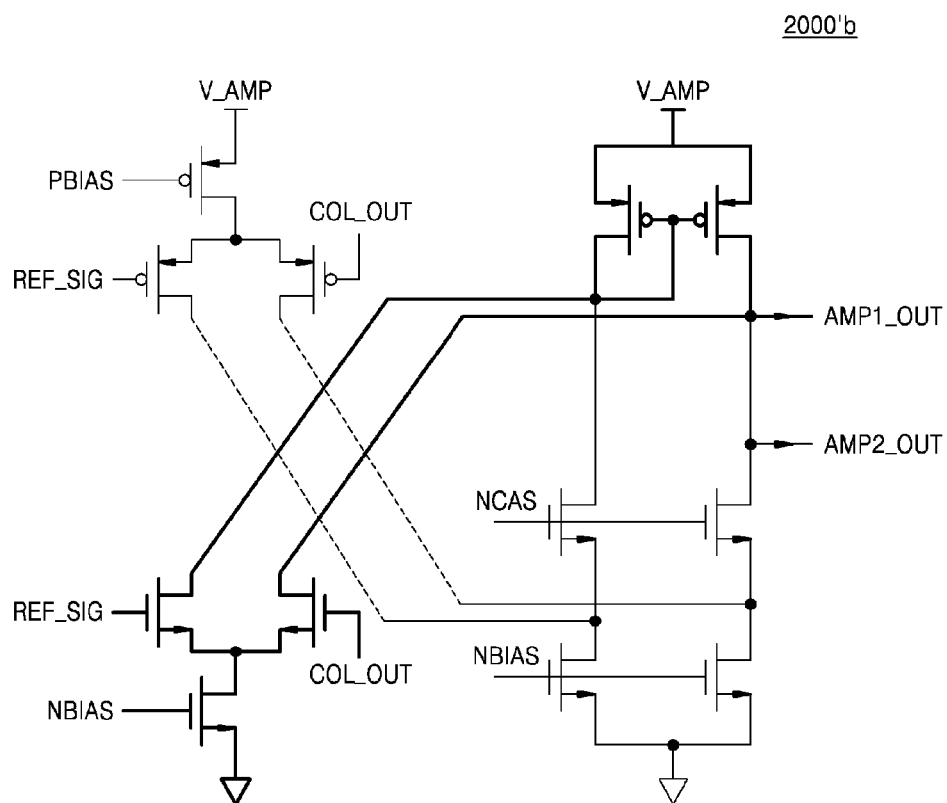 2000'b
V_AMP
V_AMP
PBIAS
COL_OUT
REF_SIG
AMP1_OUT
AMP2_OUT
NCAS
REF_SIG
COL_OUT
NBIAS
NBIAS